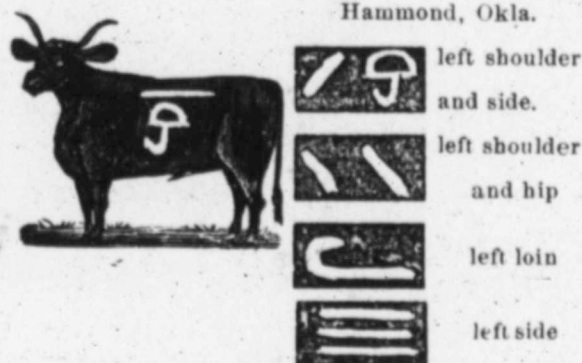 Hammond, Okla.
left shoulder
and side.
left shoulder
and hip
left loin
left side